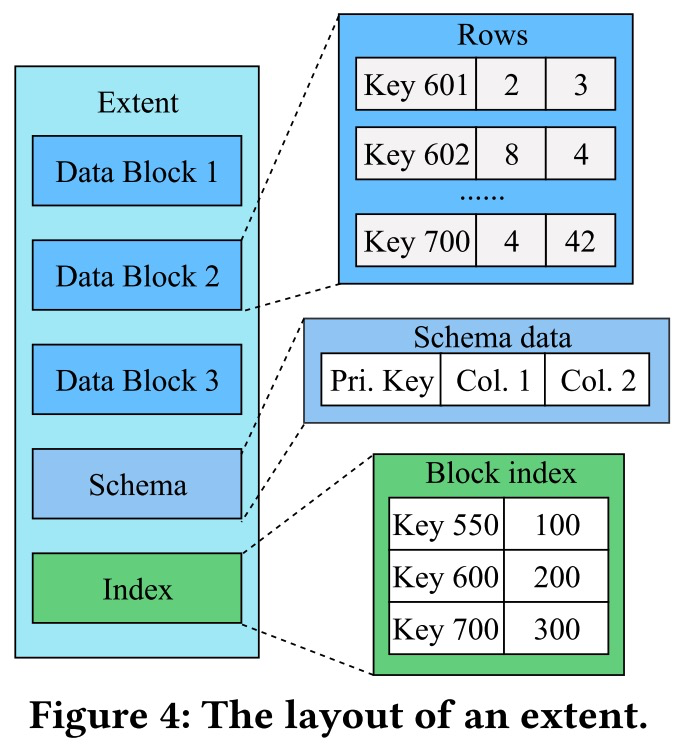 Extent
Data Block 1
Data Block 2
Data Block 3
Schema
Index
Rows
Key 601 2 3
Key 602 8 4
......
Key 700 4 42
Schema data
Pri. Key Col. 1 Col. 2
Block index
Key 550 100
Key 600 200
Key 700 300
Figure 4: The layout of an extent.